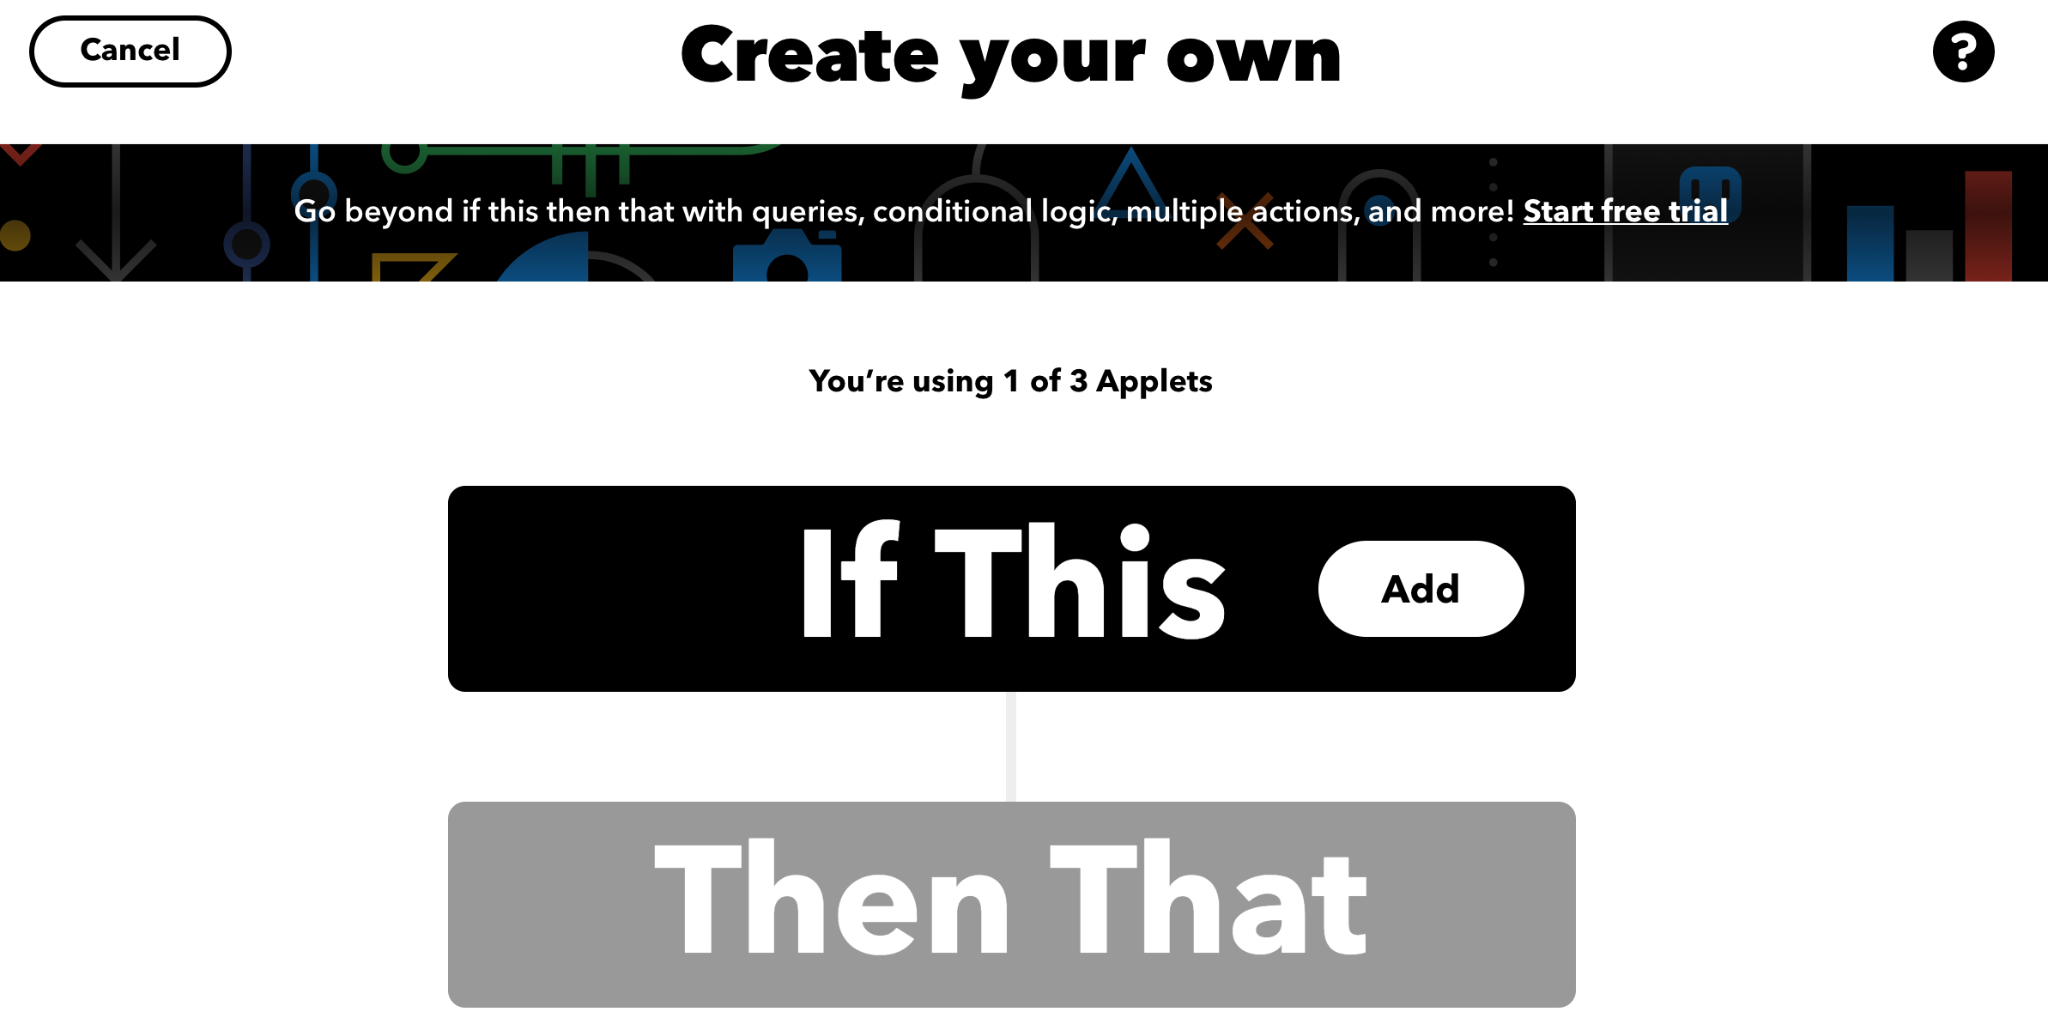 Cancel
Create your own
?
Go beyond if this then that with queries, conditional logic, multiple actions, and more! Start free trial
You’re using 1 of 3 Applets
If This
Add
Then That